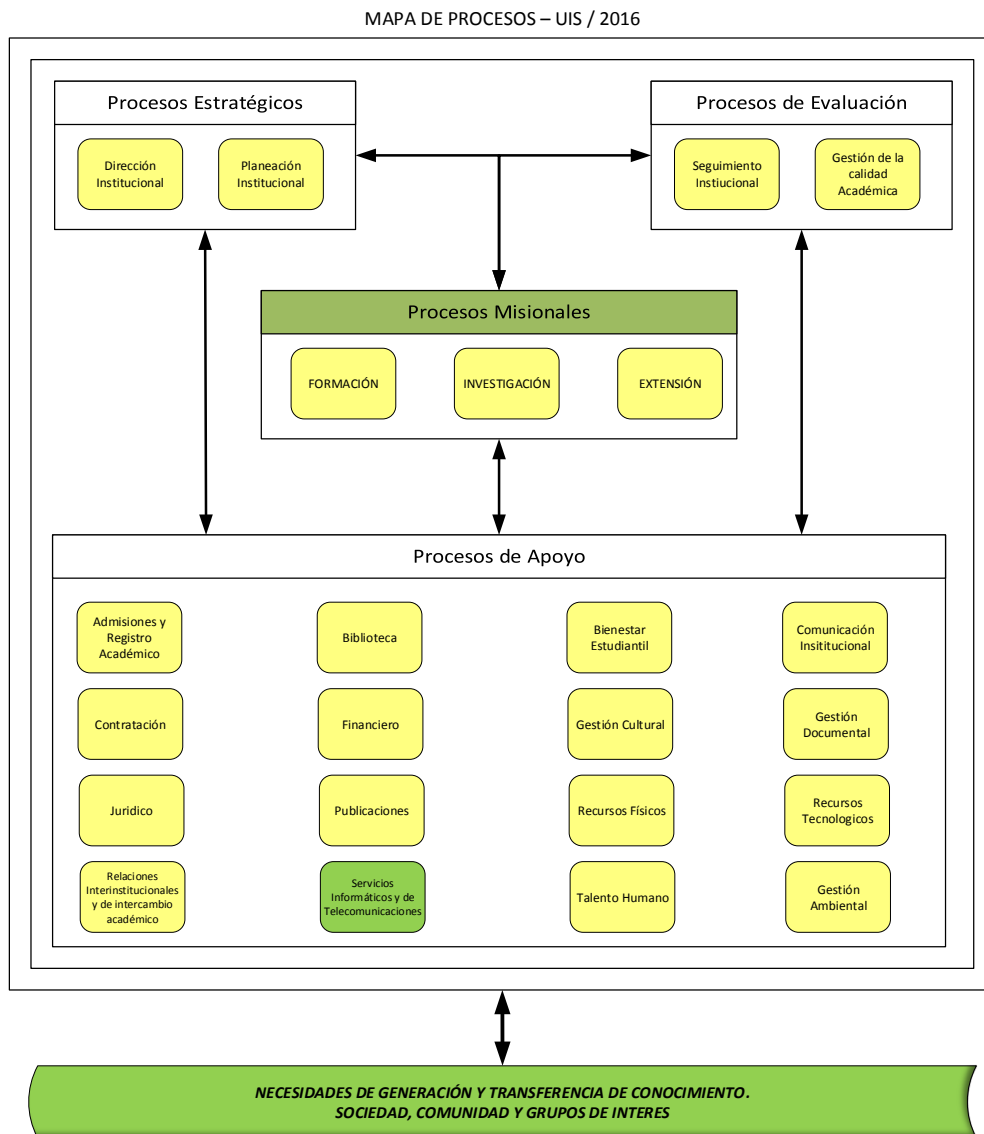 MAPA DE PROCESOS – UIS / 2016
Procesos Estratégicos
Dirección
Institucional
Planeación
Institucional
Procesos de Evaluación
Seguimiento
Instiucional
Gestión de la
calidad
Académica
Procesos Misionales
FORMACIÓN
INVESTIGACIÓN
EXTENSIÓN
Procesos de Apoyo
Admisiones y
Registro
Académico
Biblioteca
Bienestar
Estudiantil
Comunicación
Insititucional
Contratación
Financiero
Gestión Cultural
Gestión
Documental
Juridico
Publicaciones
Recursos Físicos
Recursos
Tecnologicos
Relaciones
Interinstitucionales
y de intercambio
académico
Servicios
Informáticos y de
Telecomunicaciones
Talento Humano
Gestión
Ambiental
NECESIDADES DE GENERACIÓN Y TRANSFERENCIA DE CONOCIMIENTO.
SOCIEDAD, COMUNIDAD Y GRUPOS DE INTERES